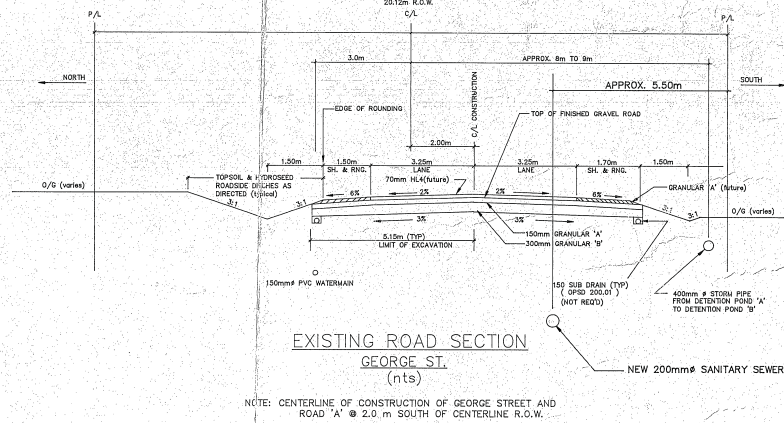 20.12m R.O.W.
P/L
C/L
P/L
3.0m
APPROX. 8m TO 9m
NORTH
SOUTH
APPROX. 5.50m
C/L CONSTRUCTION
EDGE OF ROUNDING
TOP OF FINISHED GRAVEL ROAD
2.00m
1.50m
1.50m
3.25m
3.25m
1.70m
1.50m
SH. & RNG.
LANE
LANE
SH. & RNG.
TOPSOIL & HYDROSEED
ROADSIDE DITCHES AS
DIRECTED (typical)
70mm HL4(future)
6%
2%
2%
6%
GRANULAR 'A' (future)
O/G (varies)
3:1
3:1
3:1
3:1
O/G (varies)
3%
3%
5.15m (TYP)
LIMIT OF EXCAVATION
150mm GRANULAR 'A'
300mm GRANULAR 'B'
150mmø PVC WATERMAIN
150 SUB DRAIN (TYP)
( OPSD 200.01 )
(NOT REQ'D)
400mm ø STORM PIPE
FROM DETENTION POND 'A'
TO DETENTION POND 'B'
EXISTING ROAD SECTION
GEORGE ST.
(nts)
NEW 200mmø SANITARY SEWER
NOTE: CENTERLINE OF CONSTRUCTION OF GEORGE STREET AND
ROAD 'A' @ 2.0 m SOUTH OF CENTERLINE R.O.W.